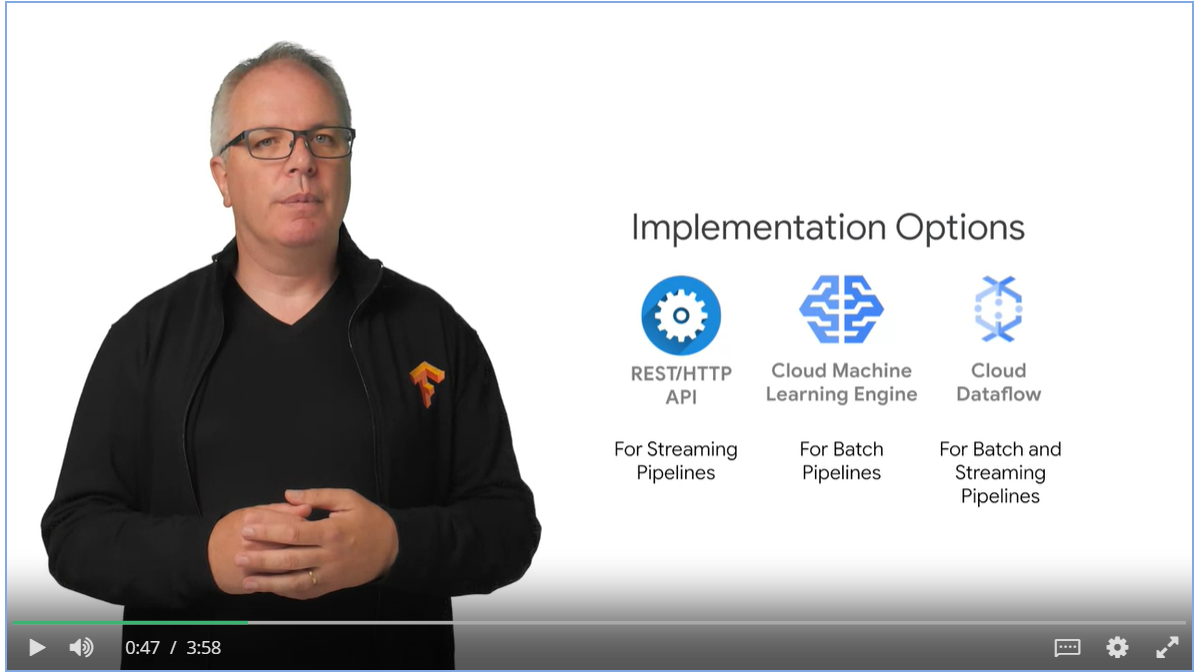 Implementation Options
REST/HTTP
API
Cloud Machine
Learning Engine
Cloud
Dataflow
For Streaming
Pipelines
For Batch
Pipelines
For Batch and
Streaming
Pipelines
0:47 / 3:58